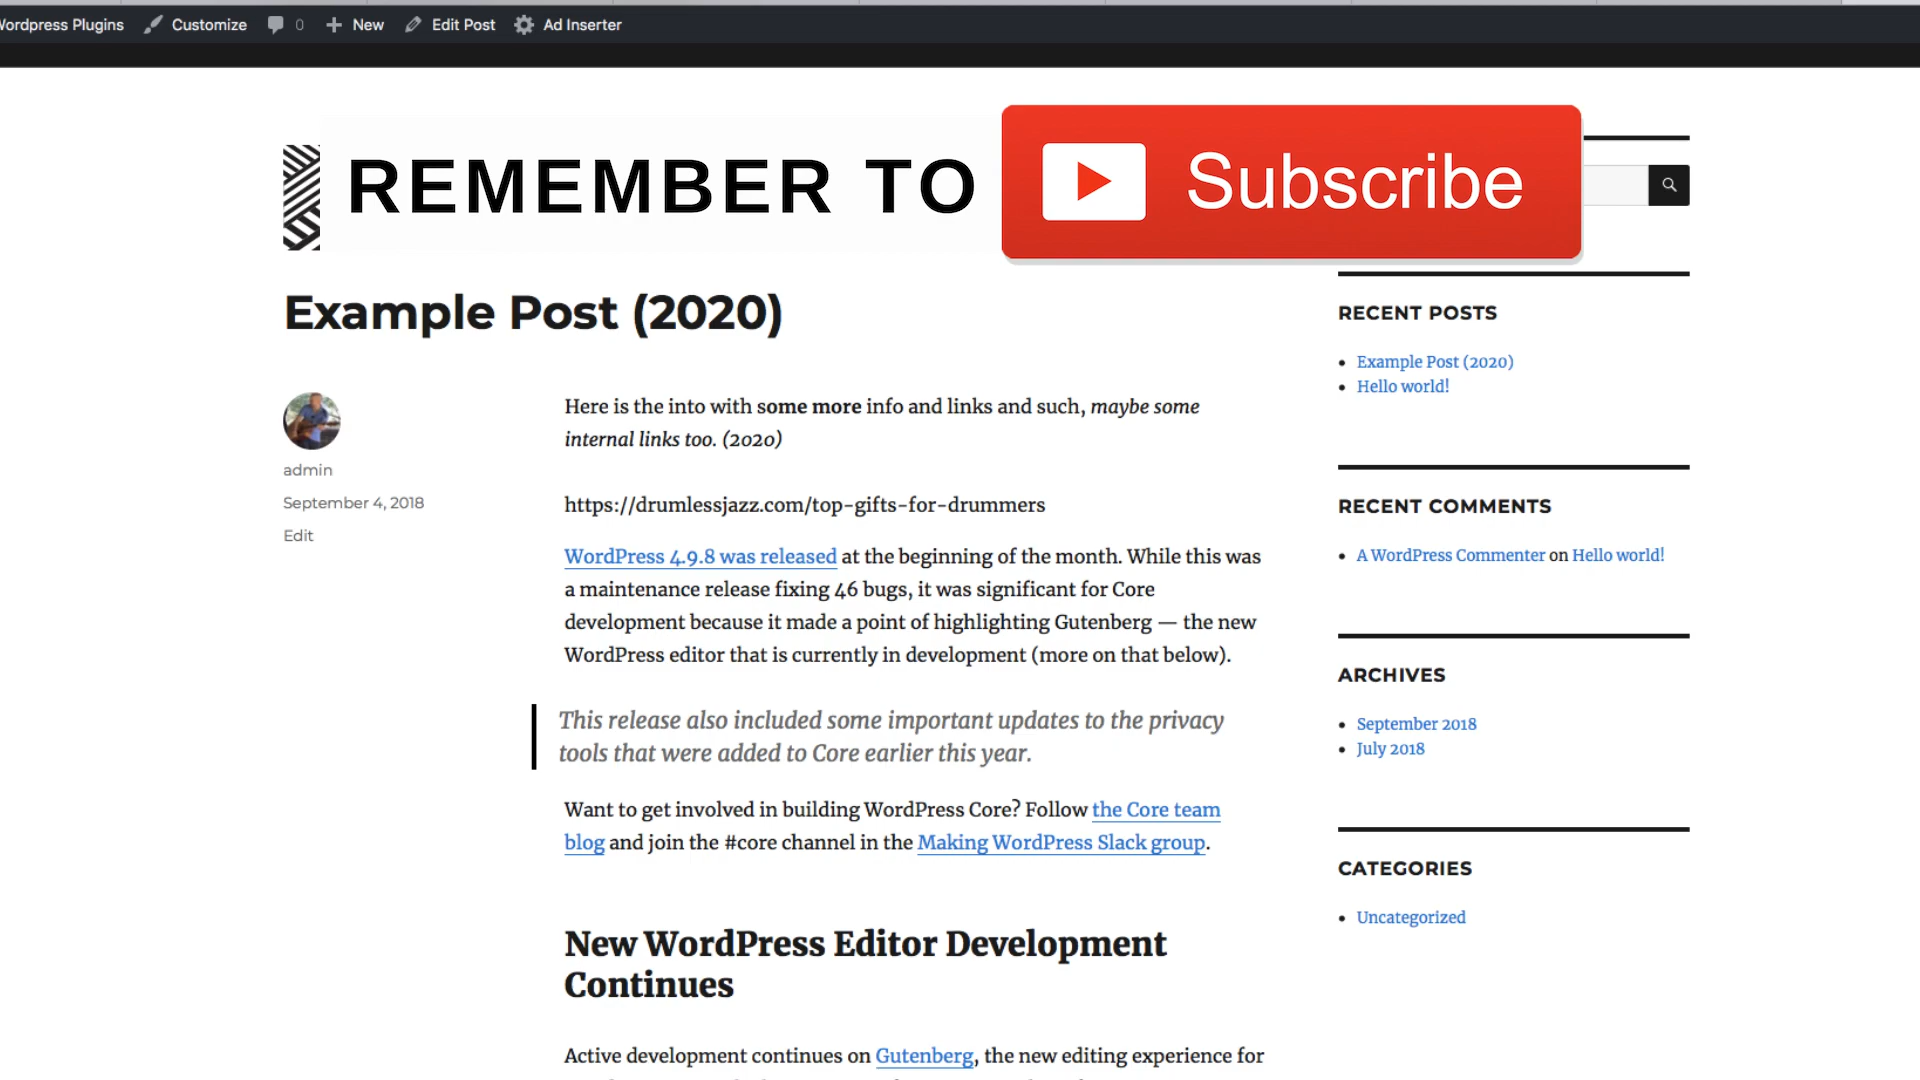 Wordpress Plugins Customize 0 New Edit Post Ad Inserter
REMEMBER TO Subscribe
Example Post (2020)
admin
September 4, 2018
Edit
Here is the into with some more info and links and such, maybe some
internal links too. (2020)
https://drumlessjazz.com/top-gifts-for-drummers
WordPress 4.9.8 was released at the beginning of the month. While this was
a maintenance release fixing 46 bugs, it was significant for Core
development because it made a point of highlighting Gutenberg — the new
WordPress editor that is currently in development (more on that below).
This release also included some important updates to the privacy
tools that were added to Core earlier this year.
Want to get involved in building WordPress Core? Follow the Core team
blog and join the #core channel in the Making WordPress Slack group.
New WordPress Editor Development
Continues
Active development continues on Gutenberg, the new editing experience for
RECENT POSTS
Example Post (2020)
Hello world!
RECENT COMMENTS
A WordPress Commenter on Hello world!
ARCHIVES
September 2018
July 2018
CATEGORIES
Uncategorized